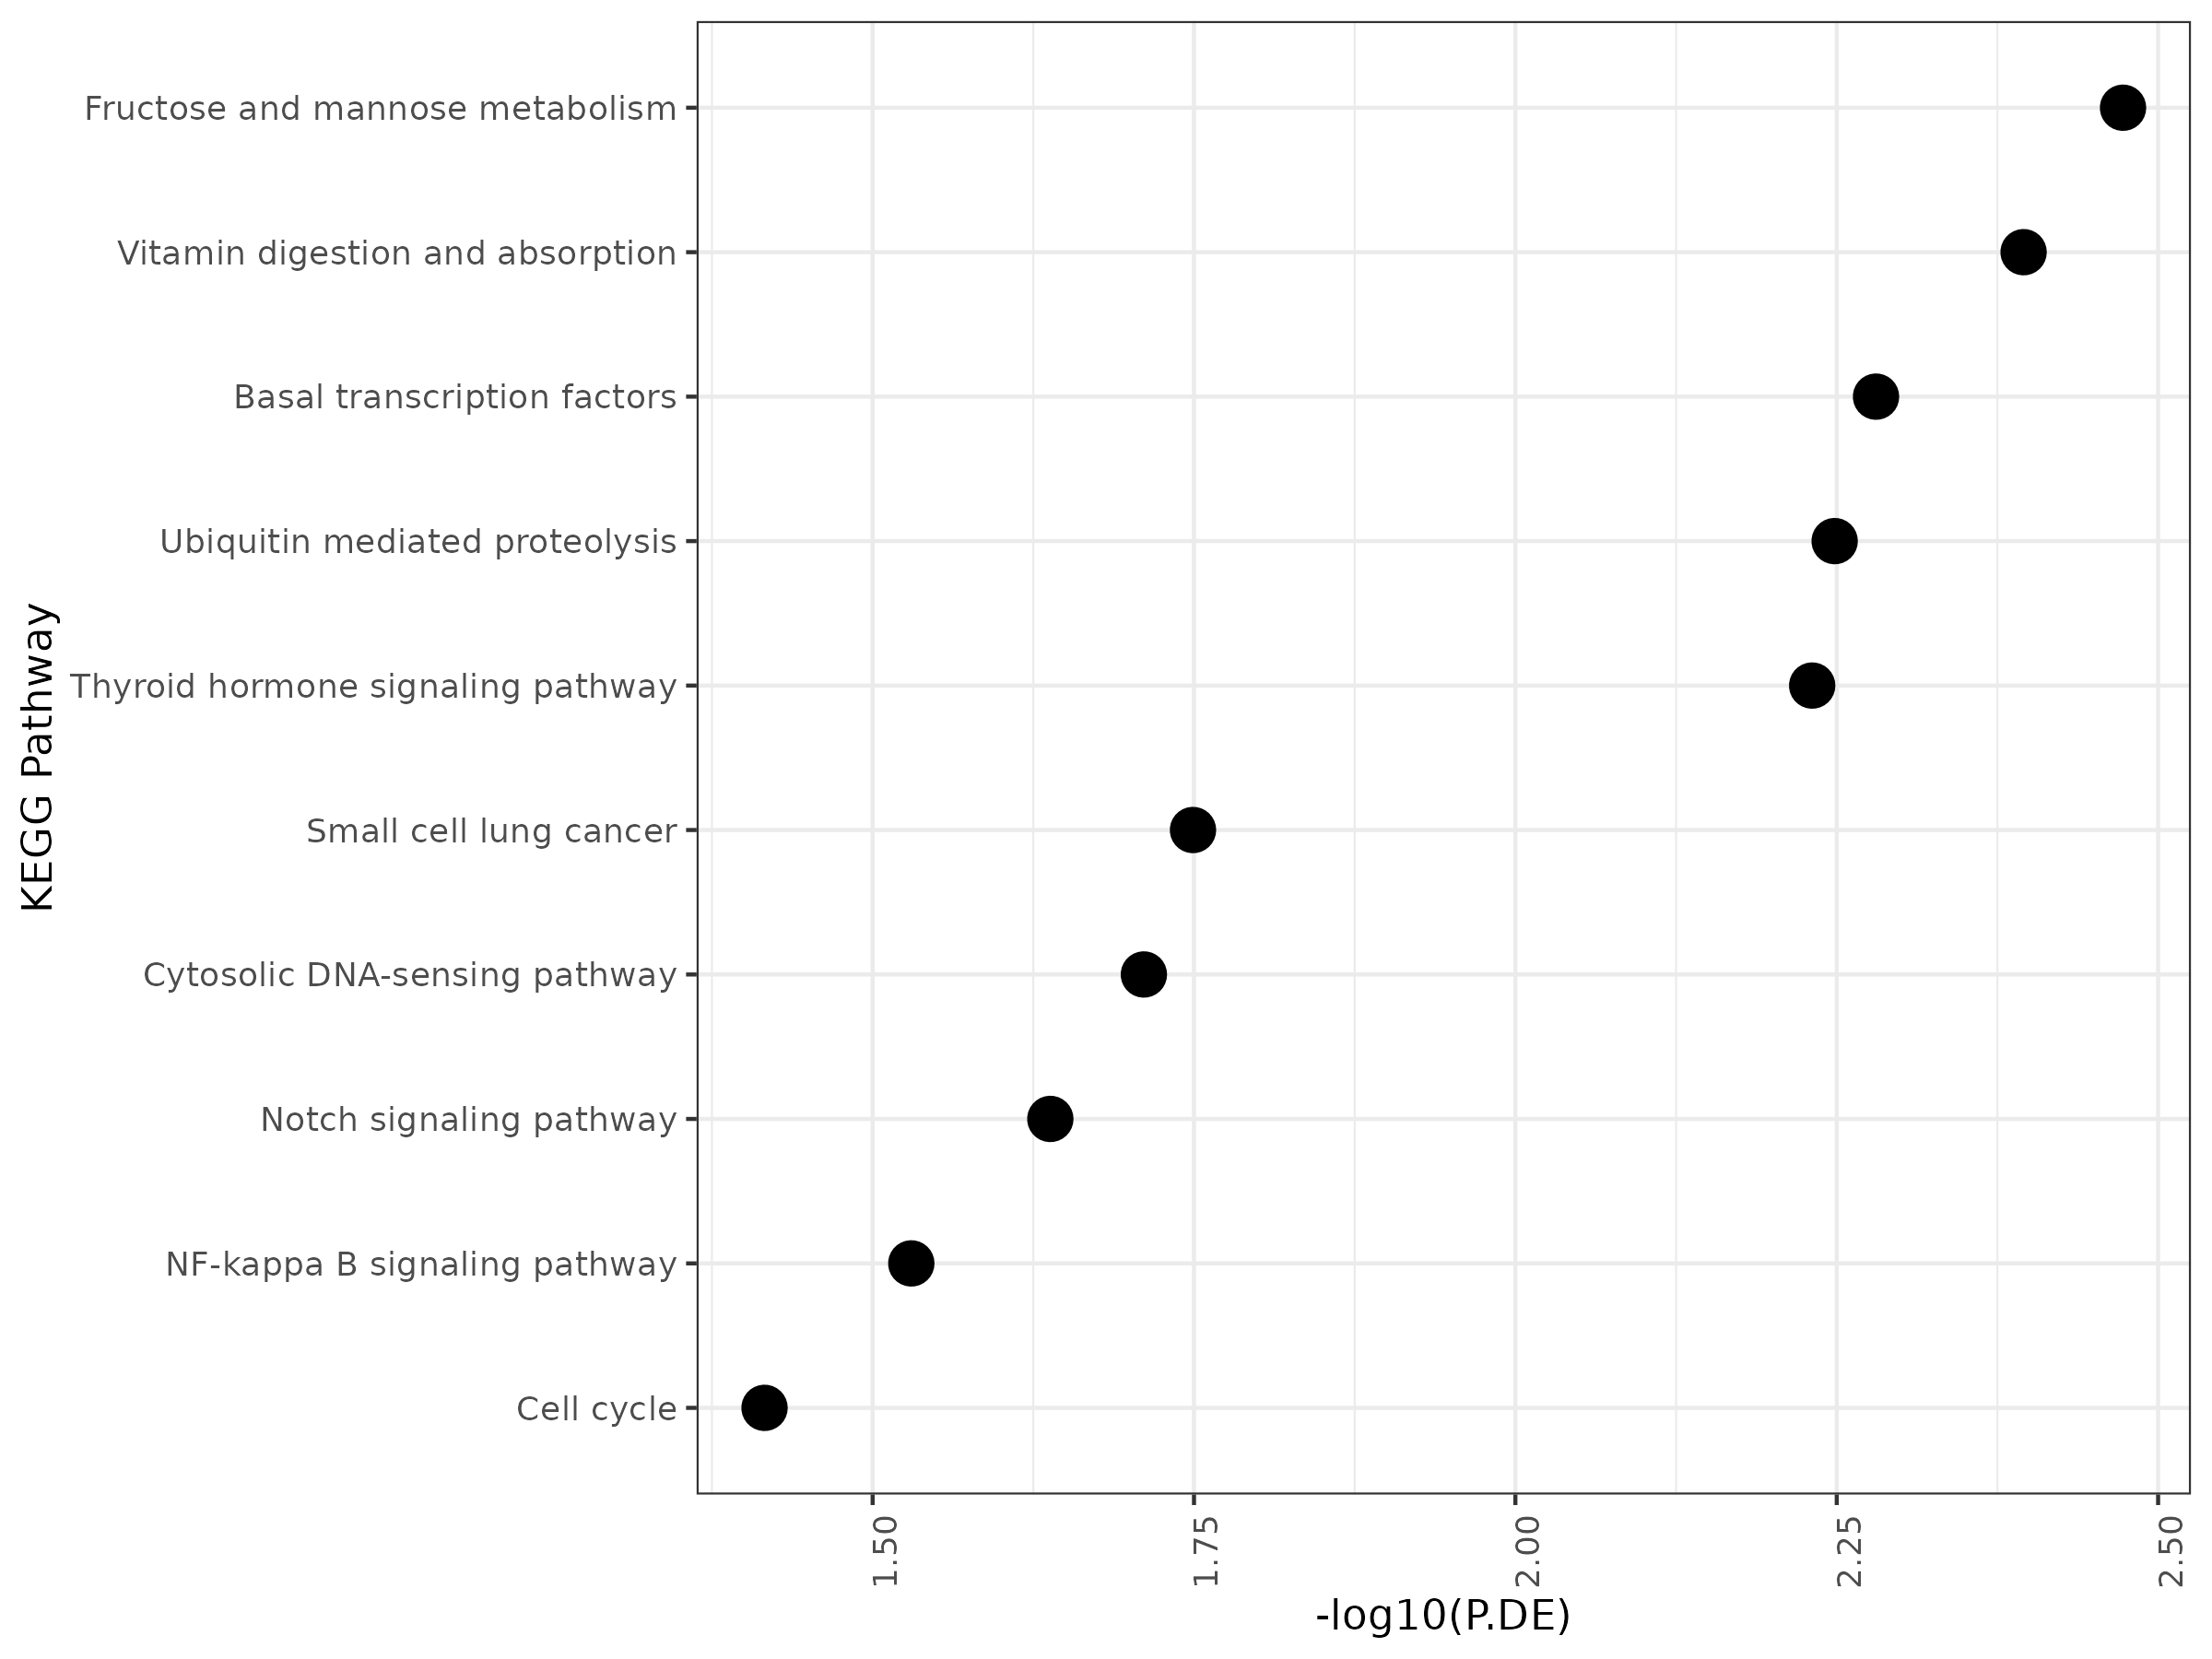 Fructose and mannose metabolism
Vitamin digestion and absorption
Basal transcription factors
Ubiquitin mediated proteolysis
Thyroid hormone signaling pathway
Small cell lung cancer
Cytosolic DNA-sensing pathway
Notch signaling pathway
NF-kappa B signaling pathway
Cell cycle
KEGG Pathway
1.50
1.75
2.00
2.25
2.50
-log10(P.DE)